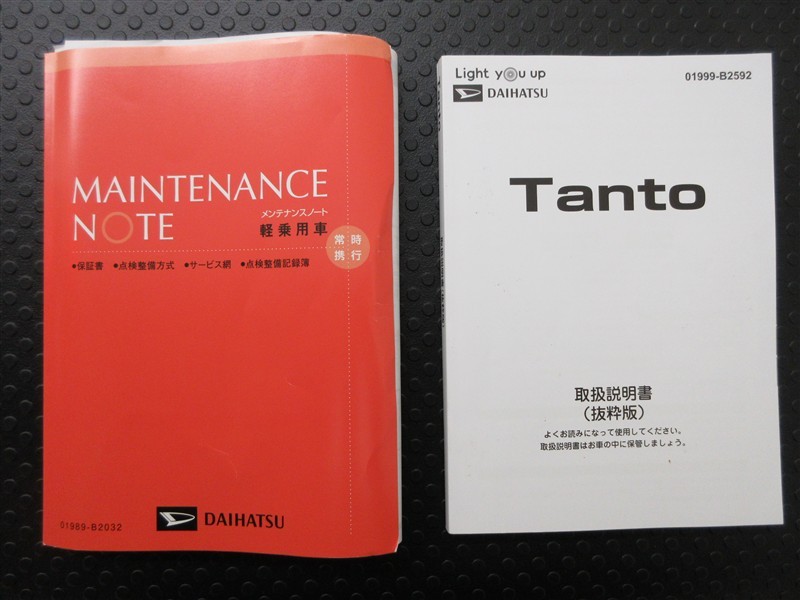 MAINTENANCE
NOTE
メンテナンスノート
軽乗用車
常時
携行
•保証書 •点検整備方式 •サービス網 •点検整備記録簿
01989-B2032
DAIHATSU
Light you up
DAIHATSU
01999-B2592
Tanto
取扱説明書
（抜粋版）
よくお読みになって使用してください。
取扱説明書はお車の中に保管しましょう。